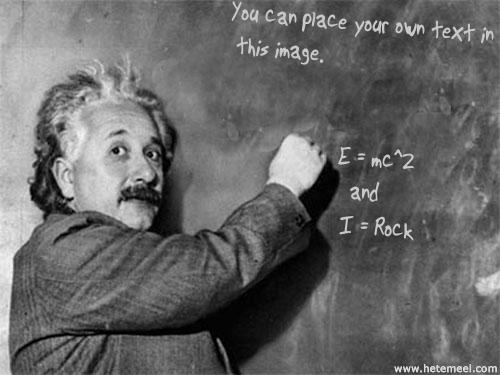 You can place your own text in
this image.
E = mc^2
and
I = Rock
www.hetemeel.com